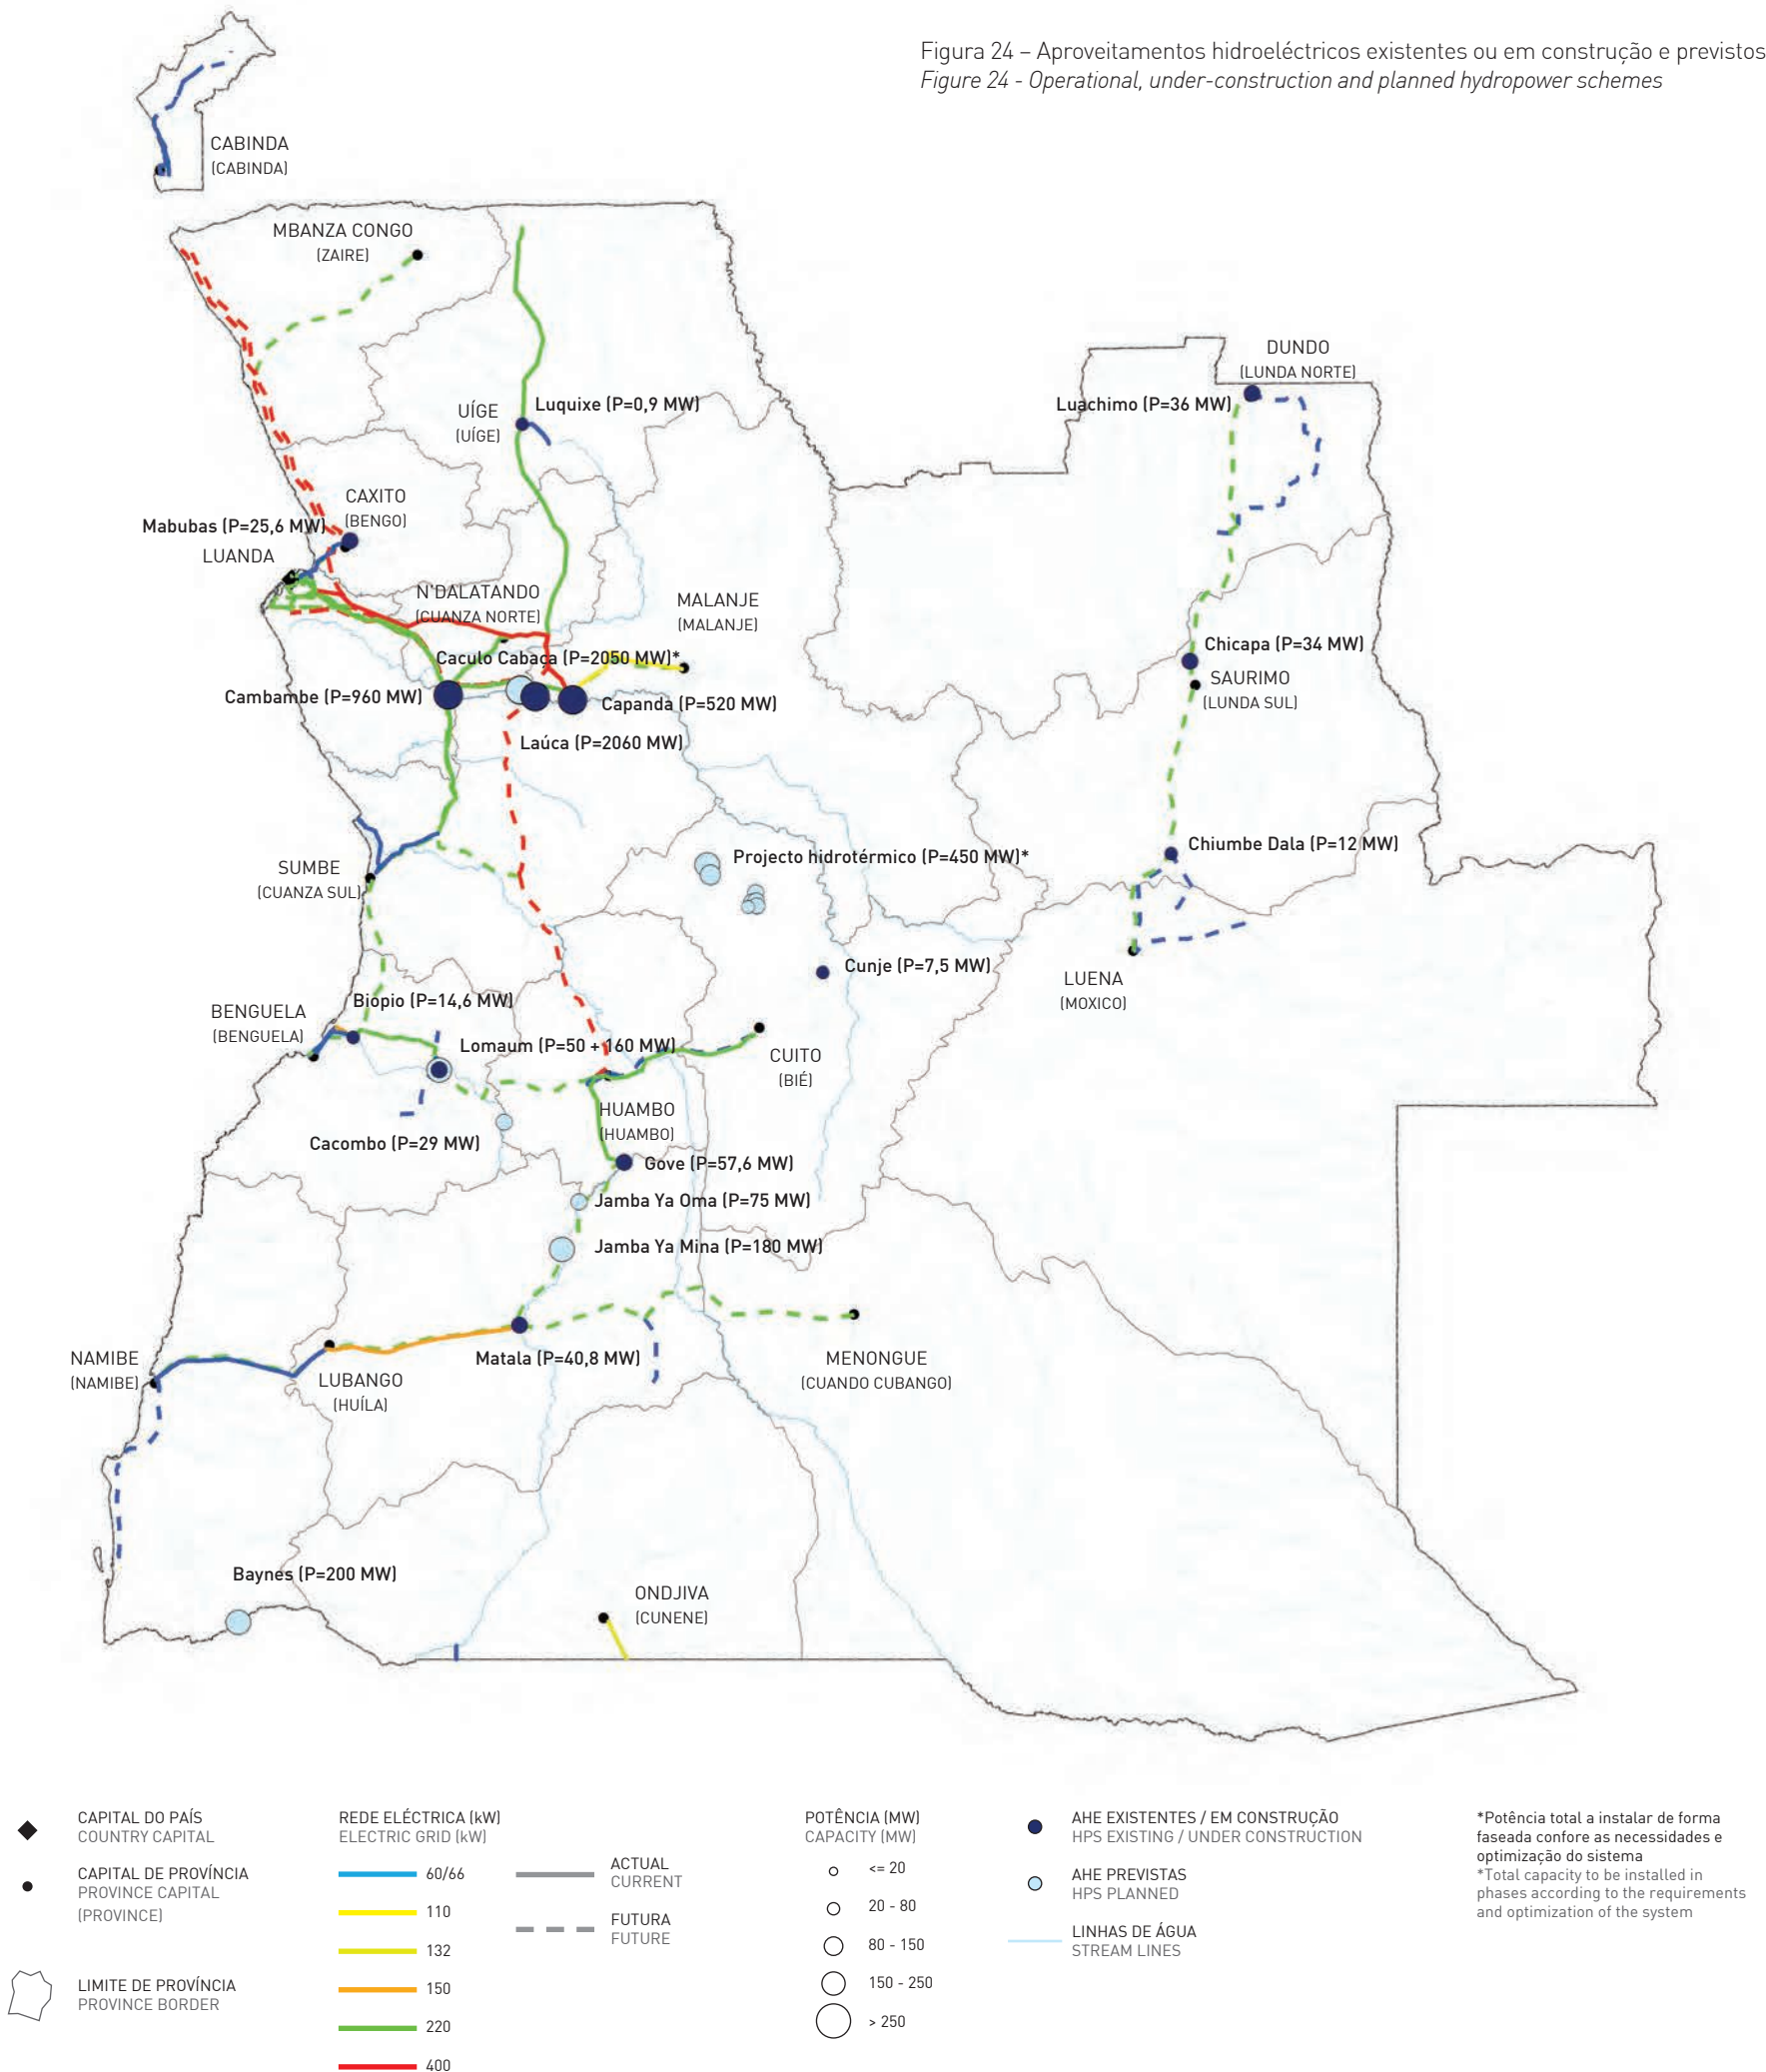 Figura 24 – Aproveitamentos hidroeléctricos existentes ou em construção e previstos
Figure 24 - Operational, under-construction and planned hydropower schemes
CABINDA
(CABINDA)
MBANZA CONGO
(ZAIRE)
DUNDO
(LUNDA NORTE)
Luachimo (P=36 MW)
UÍGE
(UÍGE)
Luquixe (P=0,9 MW)
CAXITO
(BENGO)
Mabubas (P=25,6 MW)
LUANDA
N'DALATANDO
(CUANZA NORTE)
MALANJE
(MALANJE)
Chicapa (P=34 MW)
SAURIMO
(LUNDA SUL)
Caculo Cabaça (P=2050 MW)*
Cambambe (P=960 MW)
Capanda (P=520 MW)
Laúca (P=2060 MW)
Chiumbe Dala (P=12 MW)
SUMBE
(CUANZA SUL)
Projecto hidrotérmico (P=450 MW)*
Cunje (P=7,5 MW)
LUENA
(MOXICO)
BENGUELA
(BENGUELA)
Biopio (P=14,6 MW)
Lomaum (P=50 + 160 MW)
CUITO
(BIÉ)
HUAMBO
(HUAMBO)
Cacombo (P=29 MW)
Gove (P=57,6 MW)
Jamba Ya Oma (P=75 MW)
Jamba Ya Mina (P=180 MW)
NAMIBE
(NAMIBE)
LUBANGO
(HUÍLA)
Matala (P=40,8 MW)
MENONGUE
(CUANDO CUBANGO)
Baynes (P=200 MW)
ONDJIVA
(CUNENE)
CAPITAL DO PAÍS
COUNTRY CAPITAL
CAPITAL DE PROVÍNCIA
PROVINCE CAPITAL
(PROVINCE)
LIMITE DE PROVÍNCIA
PROVINCE BORDER
REDE ELÉCTRICA (kW)
ELECTRIC GRID (kW)
60/66
110
132
150
220
400
ACTUAL
CURRENT
FUTURA
FUTURE
POTÊNCIA (MW)
CAPACITY (MW)
<= 20
20 - 80
80 - 150
150 - 250
> 250
AHE EXISTENTES / EM CONSTRUÇÃO
HPS EXISTING / UNDER CONSTRUCTION
AHE PREVISTAS
HPS PLANNED
LINHAS DE ÁGUA
STREAM LINES
*Potência total a instalar de forma
faseada confore as necessidades e
optimização do sistema
*Total capacity to be installed in
phases according to the requirements
and optimization of the system